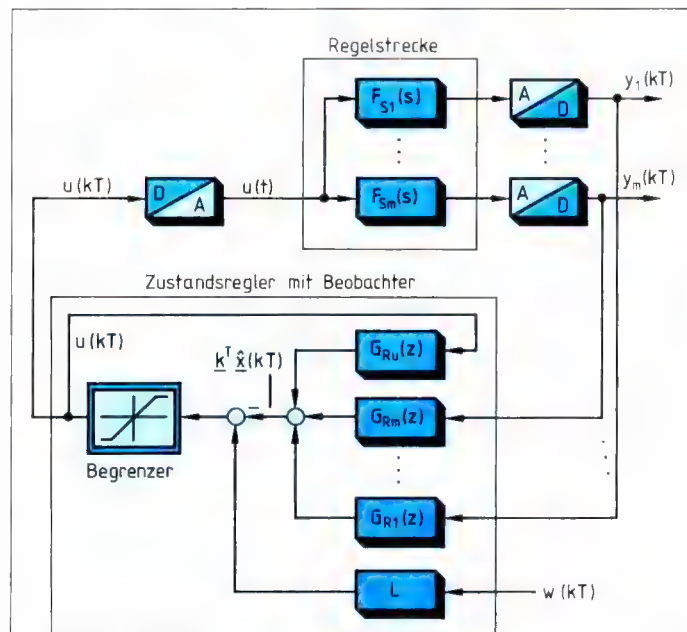 Regelstrecke
F_S1(s)
A
D
y_1(kT)
u(kT)
D
A
u(t)
F_Sm(s)
A
D
y_m(kT)
Zustandsregler mit Beobachter
u(kT)
k^T x̂(kT)
G_Ru(z)
G_Rm(z)
Begrenzer
G_R1(z)
L
w(kT)